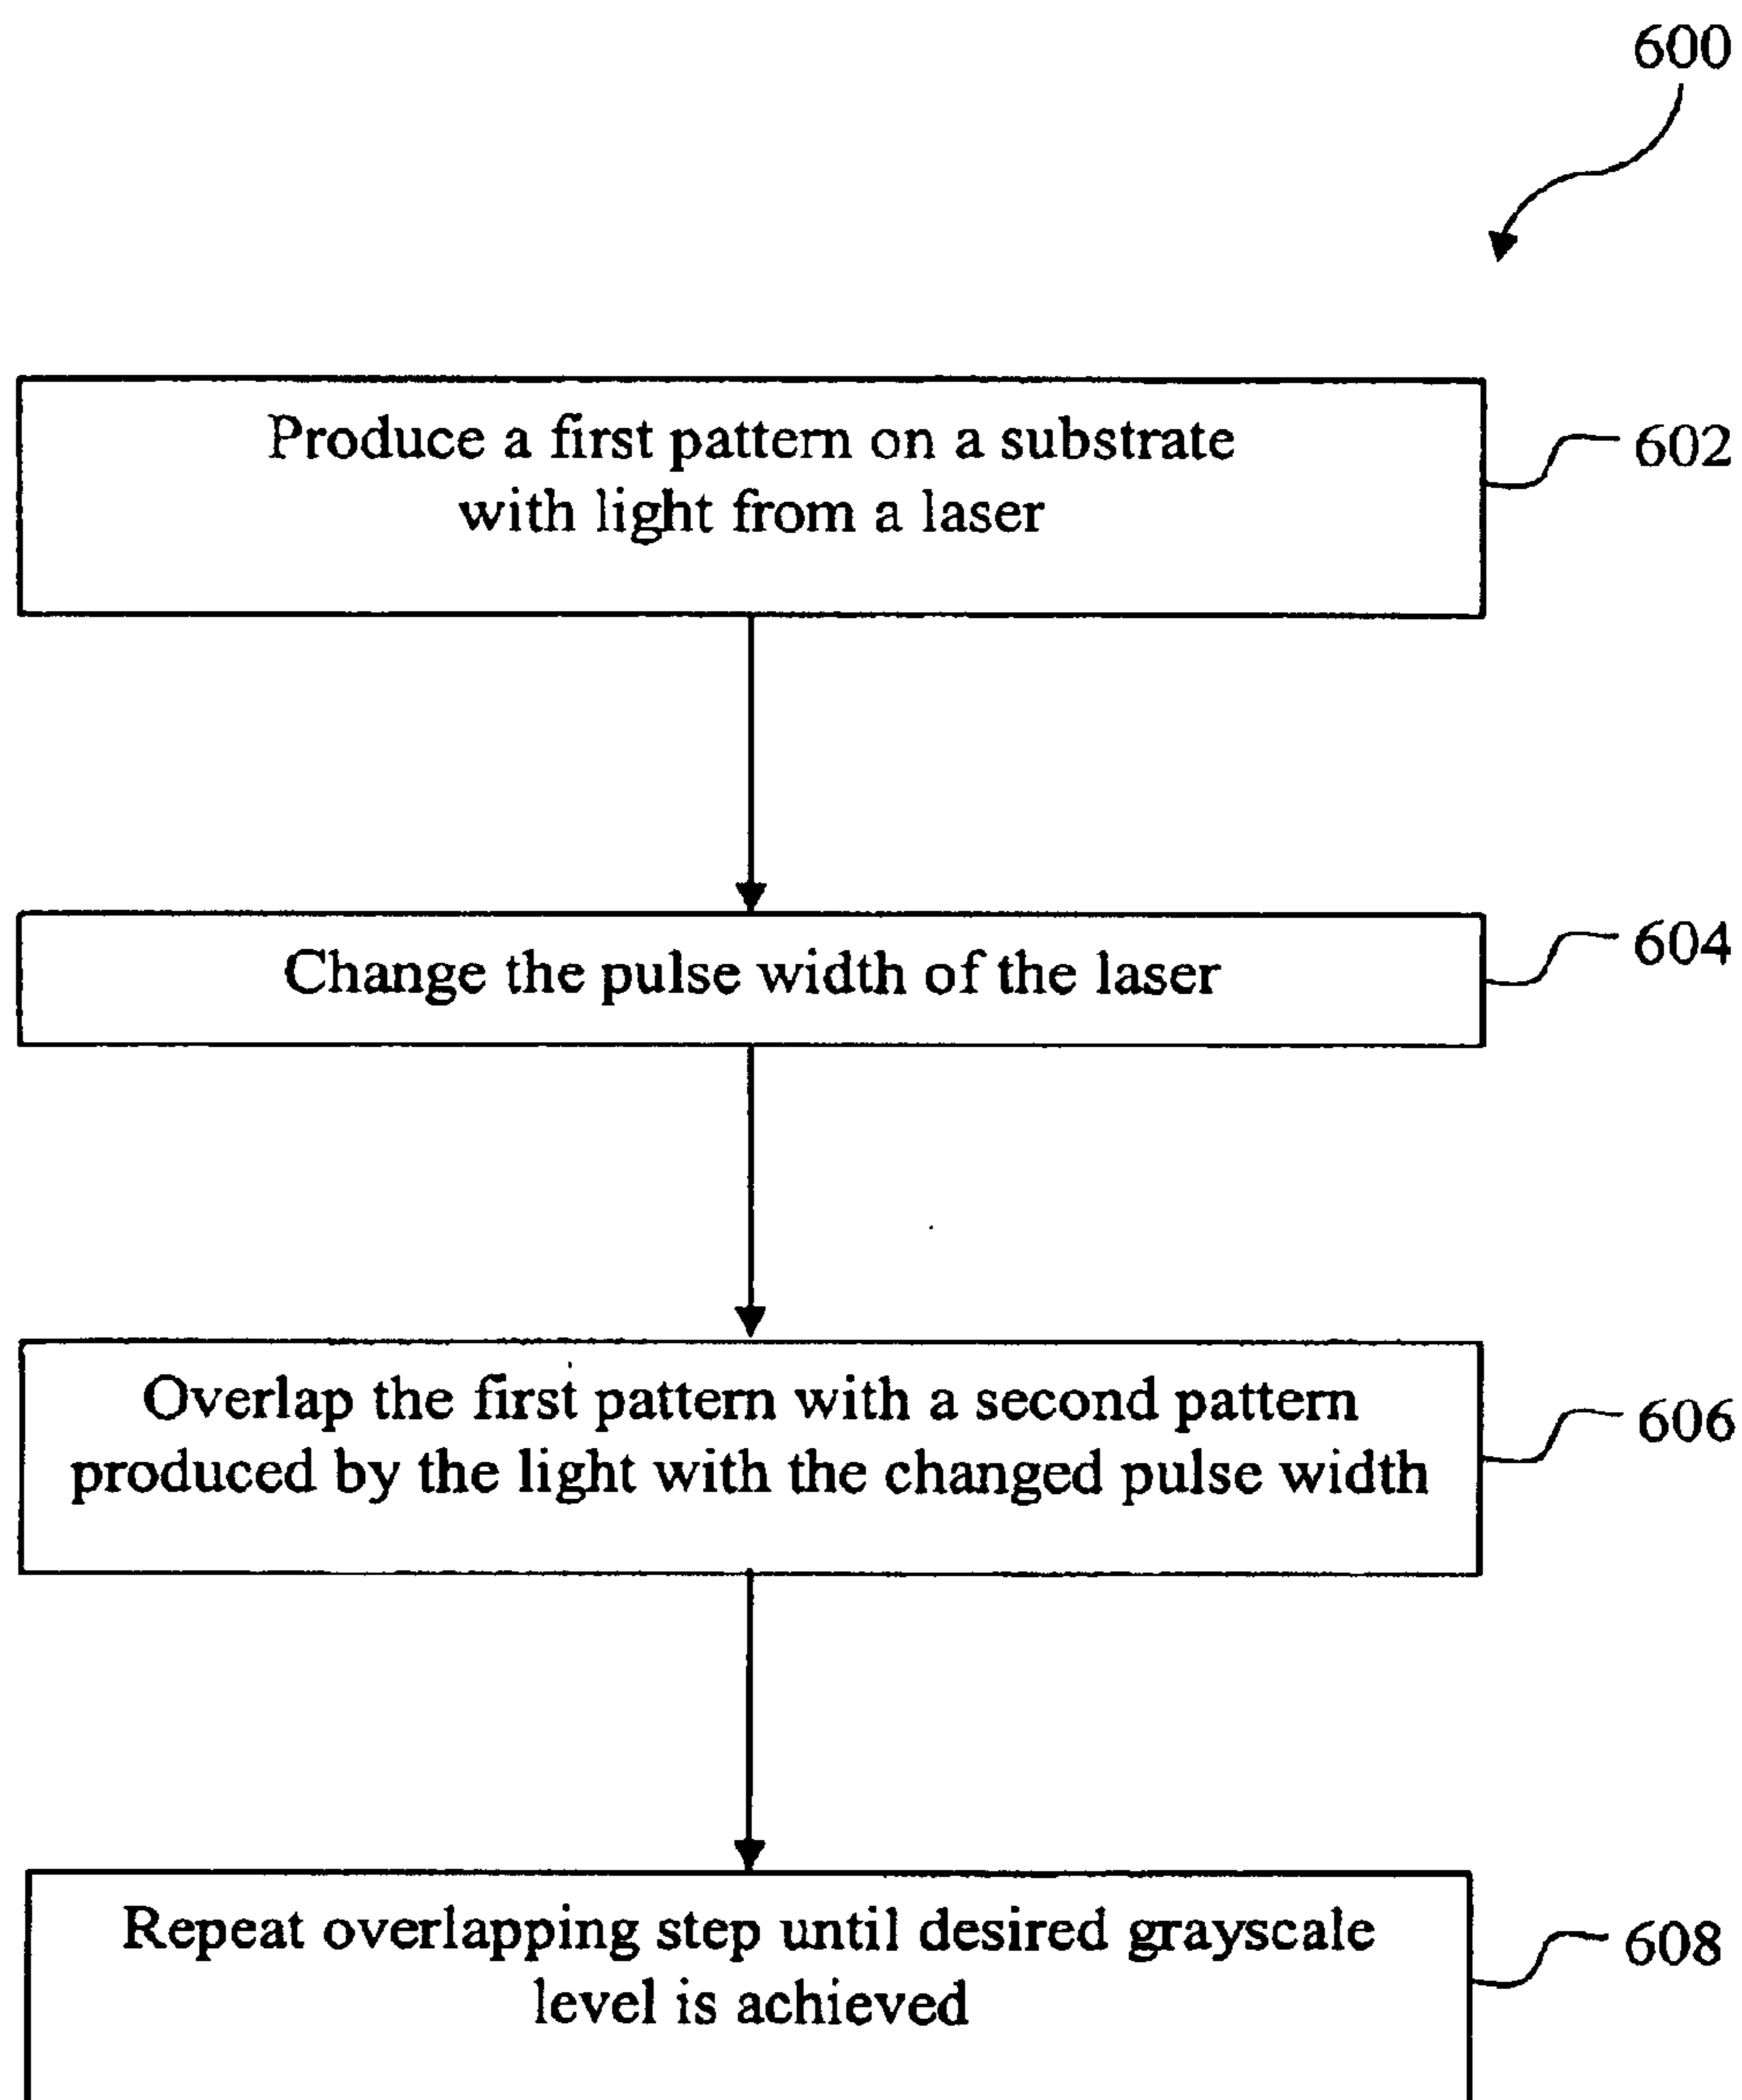 600
Produce a first pattern on a substrate
with light from a laser
602
Change the pulse width of the laser
604
Overlap the first pattern with a second pattern
produced by the light with the changed pulse width
606
Repeat overlapping step until desired grayscale
level is achieved
608